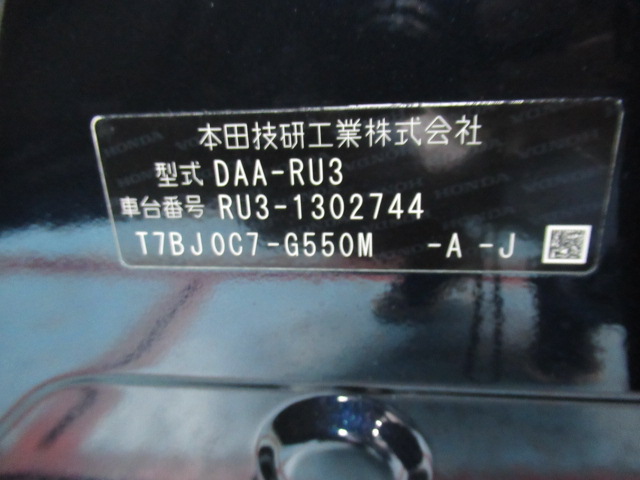 本田技研工業株式会社
型式 DAA-RU3
車台番号 RU3-1302744
T7BJ0C7-G550M -A -J